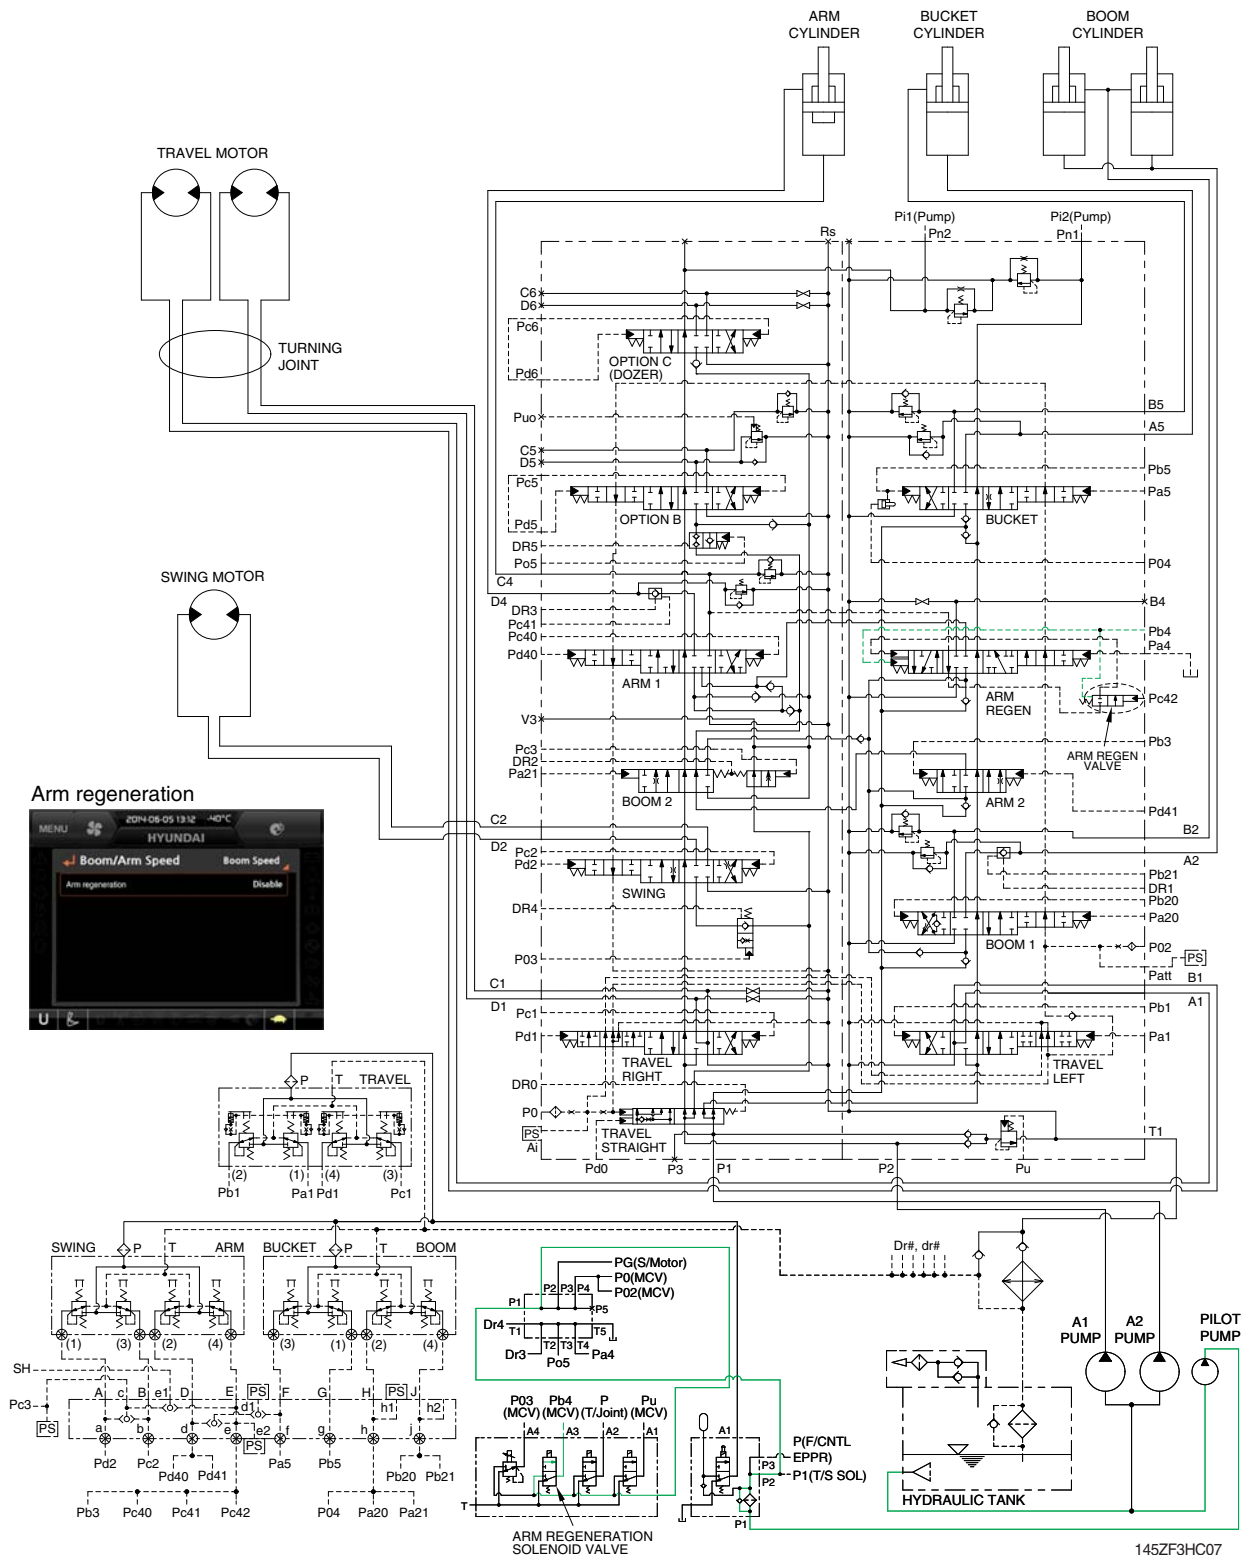 ARM
CYLINDER
BUCKET
CYLINDER
BOOM
CYLINDER
TRAVEL MOTOR
Pi1(Pump)
Pn2
Pi2(Pump)
Pn1
Rs
C6
D6
Pc6
OPTION C
(DOZER)
Pd6
TURNING
JOINT
Puo
B5
A5
C5
D5
Pc5
Pb5
Pa5
Pd5
OPTION B
BUCKET
DR5
Po5
P04
SWING MOTOR
C4
D4
DR3
Pc41
B4
Pc40
Pb4
Pa4
Pd40
ARM 1
ARM
REGEN
Pc42
V3
Pc3
DR2
Pa21
Pb3
ARM REGEN
VALVE
BOOM 2
ARM 2
Pd41
Arm regeneration
MENU
2014-06-05 13:12
-40°C
HYUNDAI
Boom/Arm Speed
Boom Speed
Arm regeneration
Disable
U
C2
B2
D2
A2
Pc2
Pd2
SWING
Pb21
DR1
Pb20
DR4
Pa20
BOOM 1
P03
P02
PS
Patt
C1
B1
D1
A1
Pc1
Pb1
Pd1
Pa1
TRAVEL
RIGHT
TRAVEL
LEFT
DR0
P0
PS
Ai
TRAVEL
STRAIGHT
T1
Pd0
P3
P1
P2
Pu
P
T
TRAVEL
(2)
(1)
(4)
(3)
Pb1
Pa1
Pd1
Pc1
SWING
P
T
ARM
BUCKET
P
T
BOOM
(1)
(3)
(2)
(4)
(3)
(1)
(2)
(4)
SH
A
c
B
e1
D
E
PS
F
G
H
PS
J
Pc3
PS
d1
h1
h2
a
b
d
e
PS
e2
f
g
h
j
Pd2
Pc2
Pd40
Pd41
Pa5
Pb5
Pb20
Pb21
Pb3
Pc40
Pc41
Pc42
P04
Pa20
Pa21
PG(S/Motor)
P0(MCV)
P02(MCV)
P1
P2
P3
P4
P5
Dr4
T1
T2
T3
T4
T5
Dr3
Po5
Pa4
P03
(MCV)
Pb4
(MCV)
P
(T/Joint)
Pu
(MCV)
A4
A3
A2
A1
T
ARM REGENERATION
SOLENOID VALVE
A1
P(F/CNTL
EPPR)
P3
P1(T/S SOL)
P2
P1
Dr#, dr#
A1
PUMP
A2
PUMP
PILOT
PUMP
HYDRAULIC TANK
145ZF3HC07